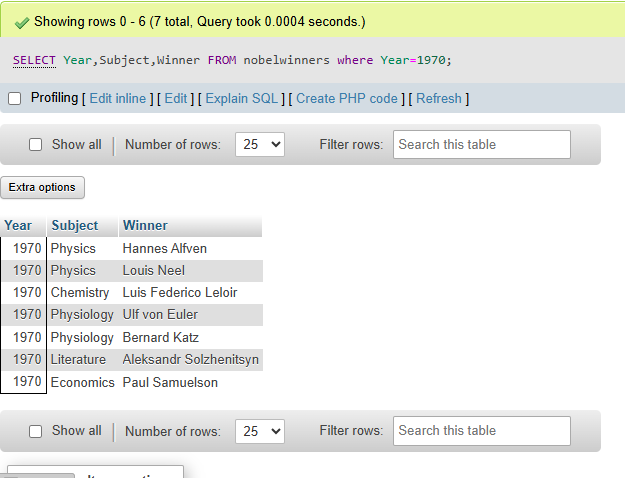 Showing rows 0 - 6 (7 total, Query took 0.0004 seconds.)
SELECT Year,Subject,Winner FROM nobelwinners where Year=1970;
Profiling [ Edit inline ] [ Edit ] [ Explain SQL ] [ Create PHP code ] [ Refresh ]
Show all Number of rows: 25 Filter rows: Search this table
Extra options
Year Subject Winner
1970 Physics Hannes Alfven
1970 Physics Louis Neel
1970 Chemistry Luis Federico Leloir
1970 Physiology Ulf von Euler
1970 Physiology Bernard Katz
1970 Literature Aleksandr Solzhenitsyn
1970 Economics Paul Samuelson
Show all Number of rows: 25 Filter rows: Search this table